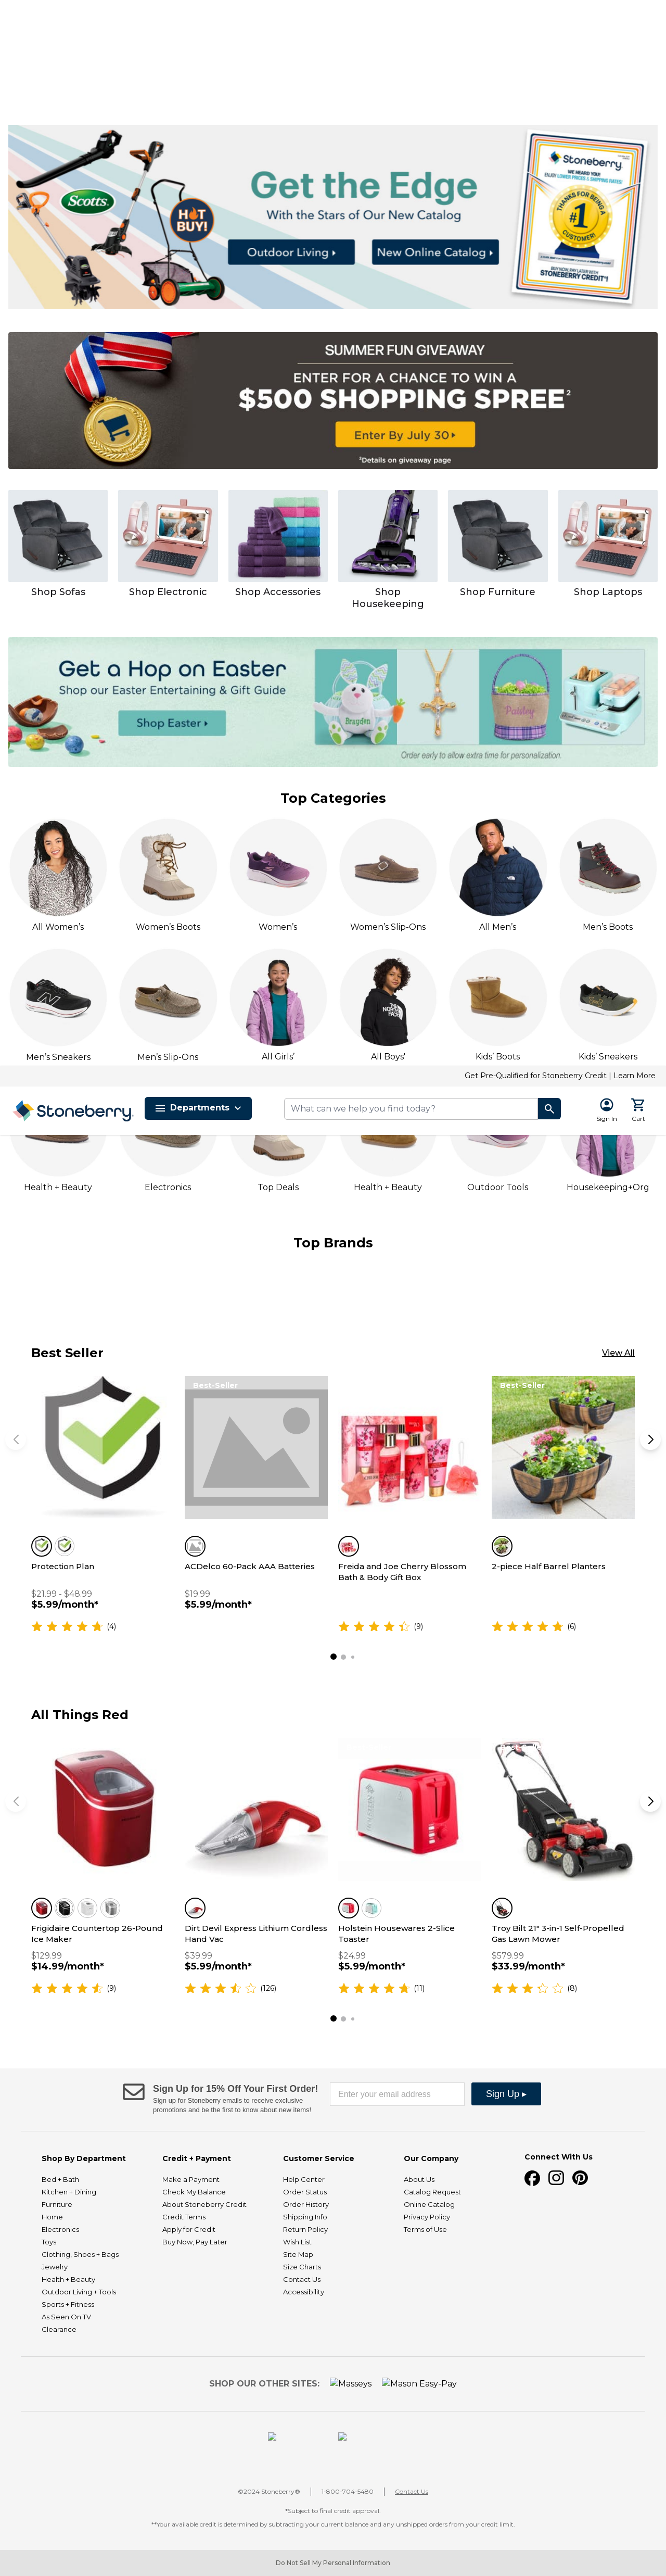 Scotts
HOT BUY!
Get the Edge
With the Stars of Our New Catalog
Outdoor Living
New Online Catalog
Stoneberry
WE HEARD YOU!
ENJOY LOWER PRICES & SHIPPING RATES!
THANKS FOR BEING A
#1
CUSTOMER!
BUY NOW, PAY LATER WITH
STONEBERRY CREDIT*!
SUMMER FUN GIVEAWAY
ENTER FOR A CHANCE TO WIN A
$500 SHOPPING SPREE²
Enter By July 30
²Details on giveaway page
Shop Sofas
Shop Electronic
Shop Accessories
Shop Housekeeping
Shop Furniture
Shop Laptops
Get a Hop on Easter
Shop our Easter Entertaining & Gift Guide
Shop Easter
Brayden
Paisley
Order early to allow extra time for personalization.
Top Categories
All Women’s
Women’s Boots
Women’s
Women’s Slip-Ons
All Men’s
Men’s Boots
Men’s Sneakers
Men’s Slip-Ons
All Girls’
All Boys'
Kids’ Boots
Kids’ Sneakers
Get Pre-Qualified for Stoneberry Credit | Learn More
Stoneberry
Departments
What can we help you find today?
Sign In
Cart
Health + Beauty
Electronics
Top Deals
Health + Beauty
Outdoor Tools
Housekeeping+Org
Top Brands
Best Seller
View All
Best-Seller
Best-Seller
Protection Plan
$21.99 - $48.99
$5.99/month*
(4)
ACDelco 60-Pack AAA Batteries
$19.99
$5.99/month*
Freida and Joe Cherry Blossom Bath & Body Gift Box
(9)
2-piece Half Barrel Planters
(6)
All Things Red
Frigidaire Countertop 26-Pound Ice Maker
$129.99
$14.99/month*
(9)
Dirt Devil Express Lithium Cordless Hand Vac
$39.99
$5.99/month*
(126)
Holstein Housewares 2-Slice Toaster
$24.99
$5.99/month*
(11)
Troy Bilt 21" 3-in-1 Self-Propelled Gas Lawn Mower
$579.99
$33.99/month*
(8)
Sign Up for 15% Off Your First Order!
Sign up for Stoneberry emails to receive exclusive
promotions and be the first to know about new items!
Enter your email address
Sign Up ▸
Shop By Department
Bed + Bath
Kitchen + Dining
Furniture
Home
Electronics
Toys
Clothing, Shoes + Bags
Jewelry
Health + Beauty
Outdoor Living + Tools
Sports + Fitness
As Seen On TV
Clearance
Credit + Payment
Make a Payment
Check My Balance
About Stoneberry Credit
Credit Terms
Apply for Credit
Buy Now, Pay Later
Customer Service
Help Center
Order Status
Order History
Shipping Info
Return Policy
Wish List
Site Map
Size Charts
Contact Us
Accessibility
Our Company
About Us
Catalog Request
Online Catalog
Privacy Policy
Terms of Use
Connect With Us
SHOP OUR OTHER SITES:
Masseys
Mason Easy-Pay
©2024 Stoneberry®
1-800-704-5480
Contact Us
*Subject to final credit approval.
**Your available credit is determined by subtracting your current balance and any unshipped orders from your credit limit.
Do Not Sell My Personal Information